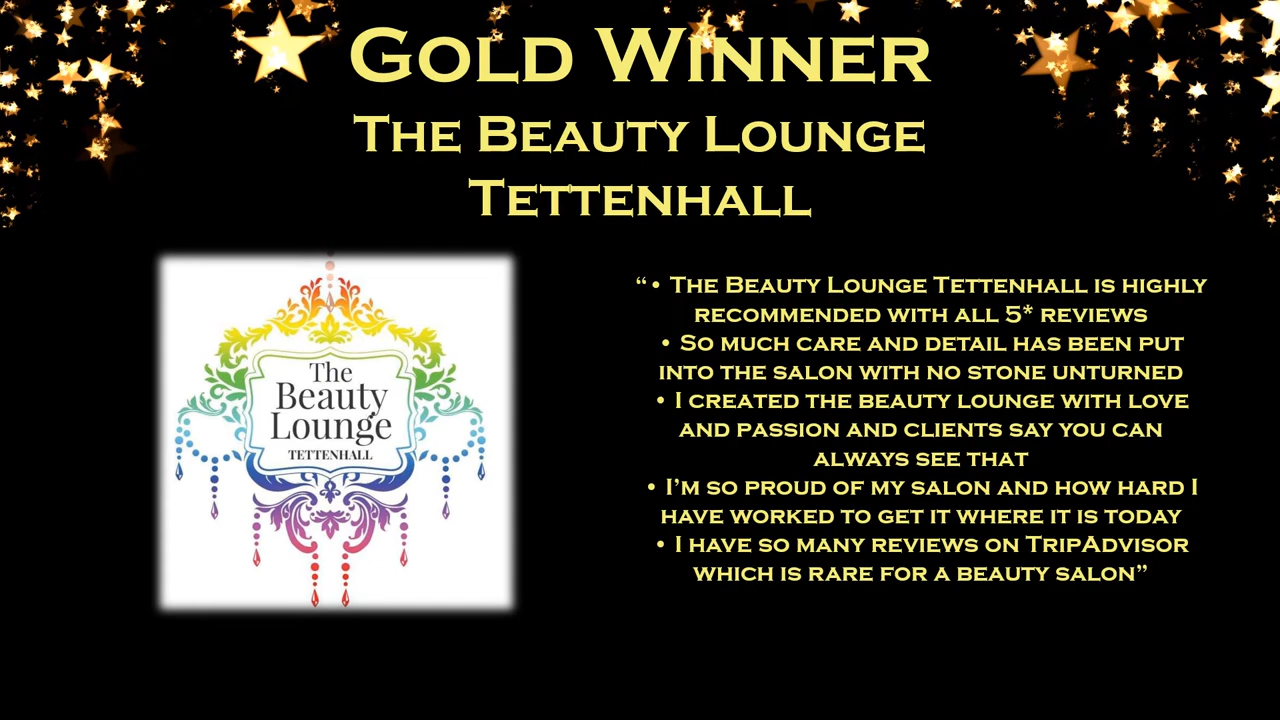 Gold Winner
The Beauty Lounge
Tettenhall
The
Beauty
Lounge
TETTENHALL
“• The Beauty Lounge Tettenhall is highly
recommended with all 5* reviews
• So much care and detail has been put
into the salon with no stone unturned
• I created the beauty lounge with love
and passion and clients say you can
always see that
• I’m so proud of my salon and how hard I
have worked to get it where it is today
• I have so many reviews on TripAdvisor
which is rare for a beauty salon”